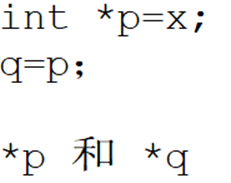 int *p=x;
q=p;
*p 和 *q